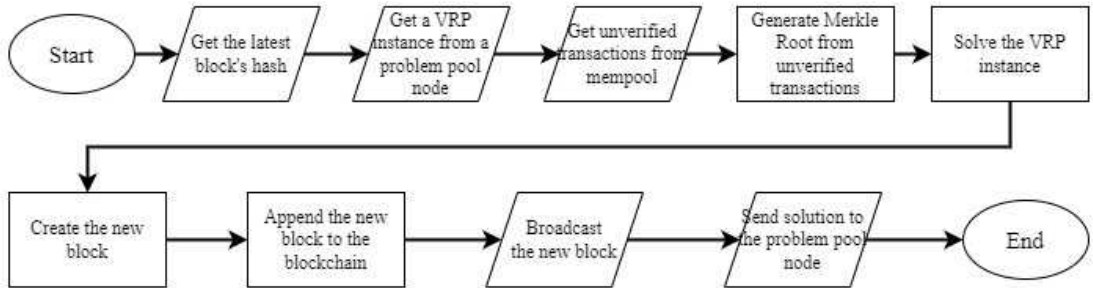 Start
Get the latest
block's hash
Get a VRP
instance from a
problem pool
node
Get unverified
transactions from
mempool
Generate Merkle
Root from
unverified
transactions
Solve the VRP
instance
Create the new
block
Append the new
block to the
blockchain
Broadcast
the new block
Send solution to
the problem pool
node
End